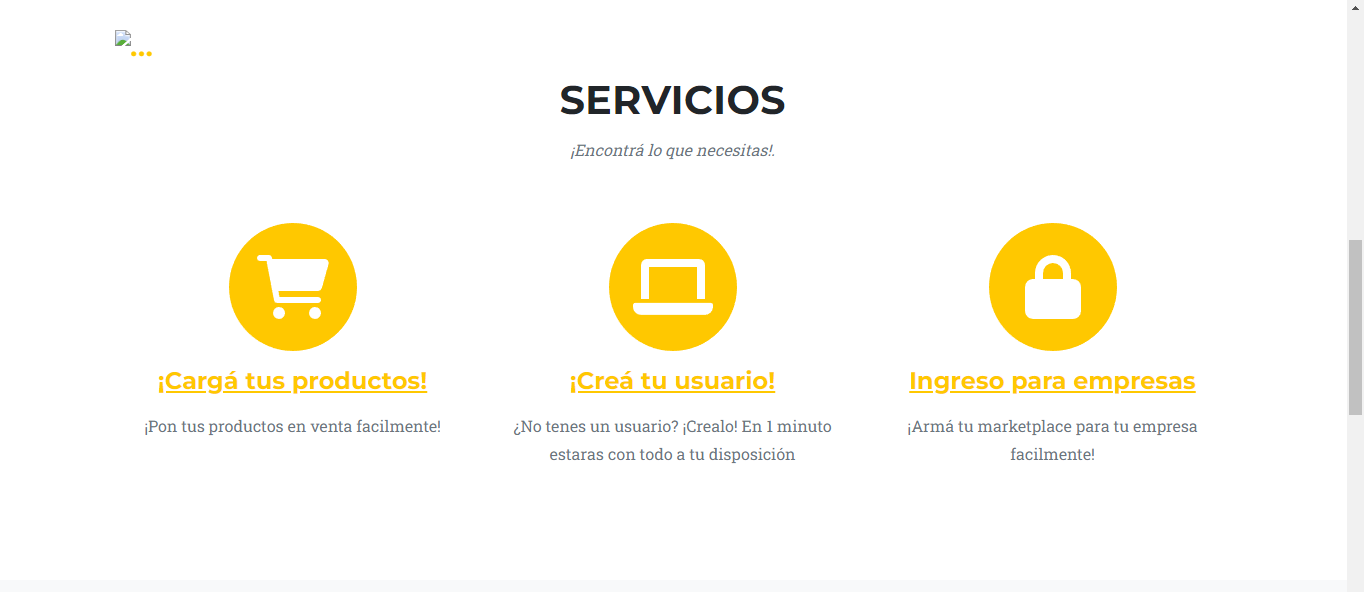 ...
SERVICIOS
¡Encontrá lo que necesitas!.
¡Cargá tus productos!
¡Pon tus productos en venta facilmente!
¡Creá tu usuario!
¿No tenes un usuario? ¡Crealo! En 1 minuto
estaras con todo a tu disposición
Ingreso para empresas
¡Armá tu marketplace para tu empresa
facilmente!